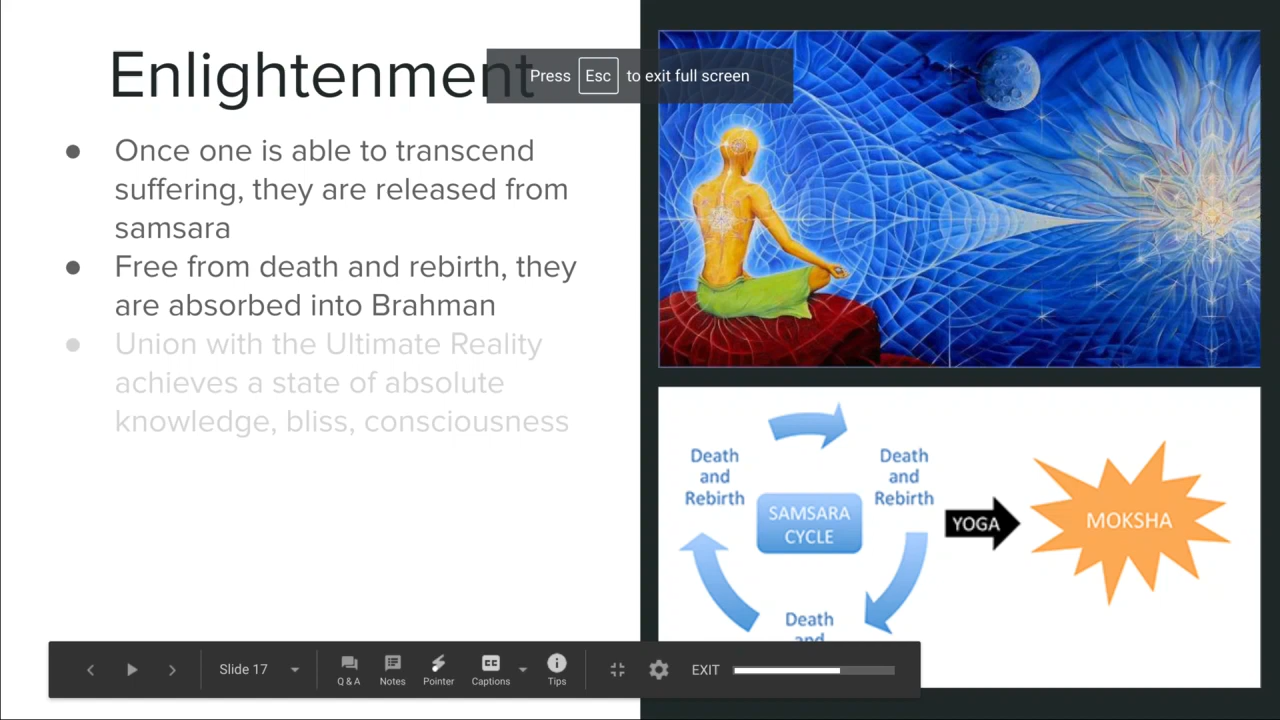 Enlightenment
Press Esc to exit full screen
Once one is able to transcend
suffering, they are released from
samsara
Free from death and rebirth, they
are absorbed into Brahman
Union with the Ultimate Reality
achieves a state of absolute
knowledge, bliss, consciousness
Death
and
Rebirth
Death
and
Rebirth
SAMSARA
CYCLE
YOGA
MOKSHA
Death
and
Slide 17
Q & A
Notes
Pointer
CC
Captions
Tips
EXIT